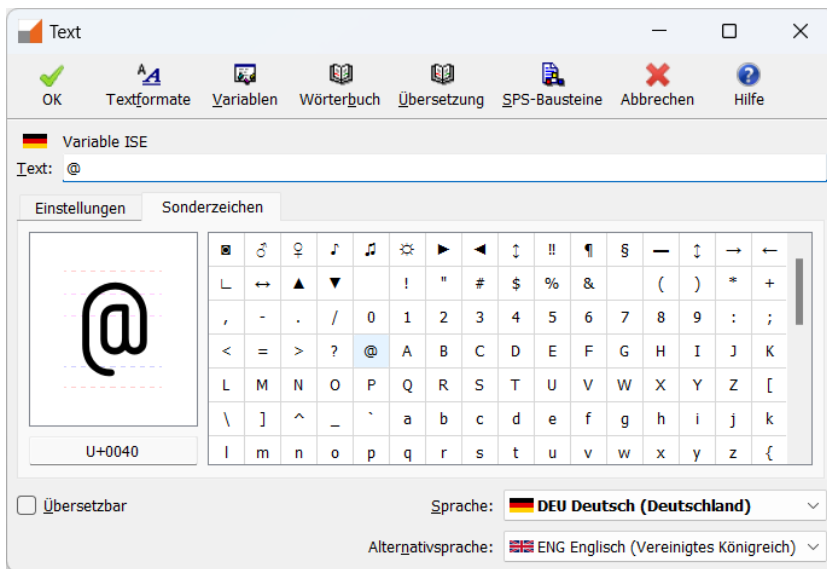 Text
OK Textformate Variablen Wörterbuch Übersetzung SPS-Bausteine Abbrechen Hilfe
Variable ISE
Text: @
Einstellungen Sonderzeichen
◙ ♂ ♀ ♪ ♫ ☼ ► ◄ ↕ ‼ ¶ § ▬ ↨ → ←
∟ ↔ ▲ ▼ ! " # $ % & ( ) * +
, - . / 0 1 2 3 4 5 6 7 8 9 : ;
< = > ? @ A B C D E F G H I J K
L M N O P Q R S T U V W X Y Z [
\ ] ^ _ ` a b c d e f g h i j k
l m n o p q r s t u v w x y z {
@
U+0040
Übersetzbar
Sprache: DEU Deutsch (Deutschland)
Alternativsprache: ENG Englisch (Vereinigtes Königreich)